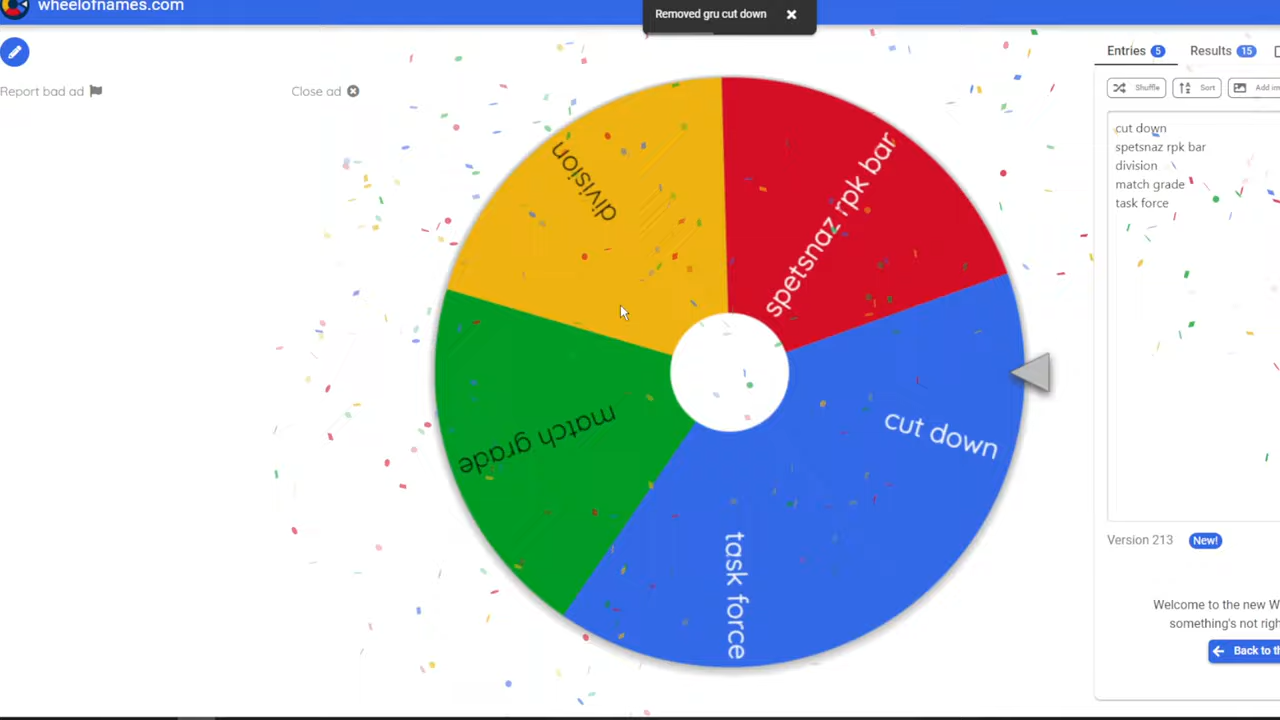 wheelofnames.com
Removed gru cut down
Report bad ad
Close ad
Entries 5
Results 15
Shuffle
Sort
Add im
cut down
spetsnaz rpk bar
division
match grade
task force
division
spetsnaz rpk bar
cut down
task force
match grade
Version 213
New!
Welcome to the new W
something's not righ
Back to th